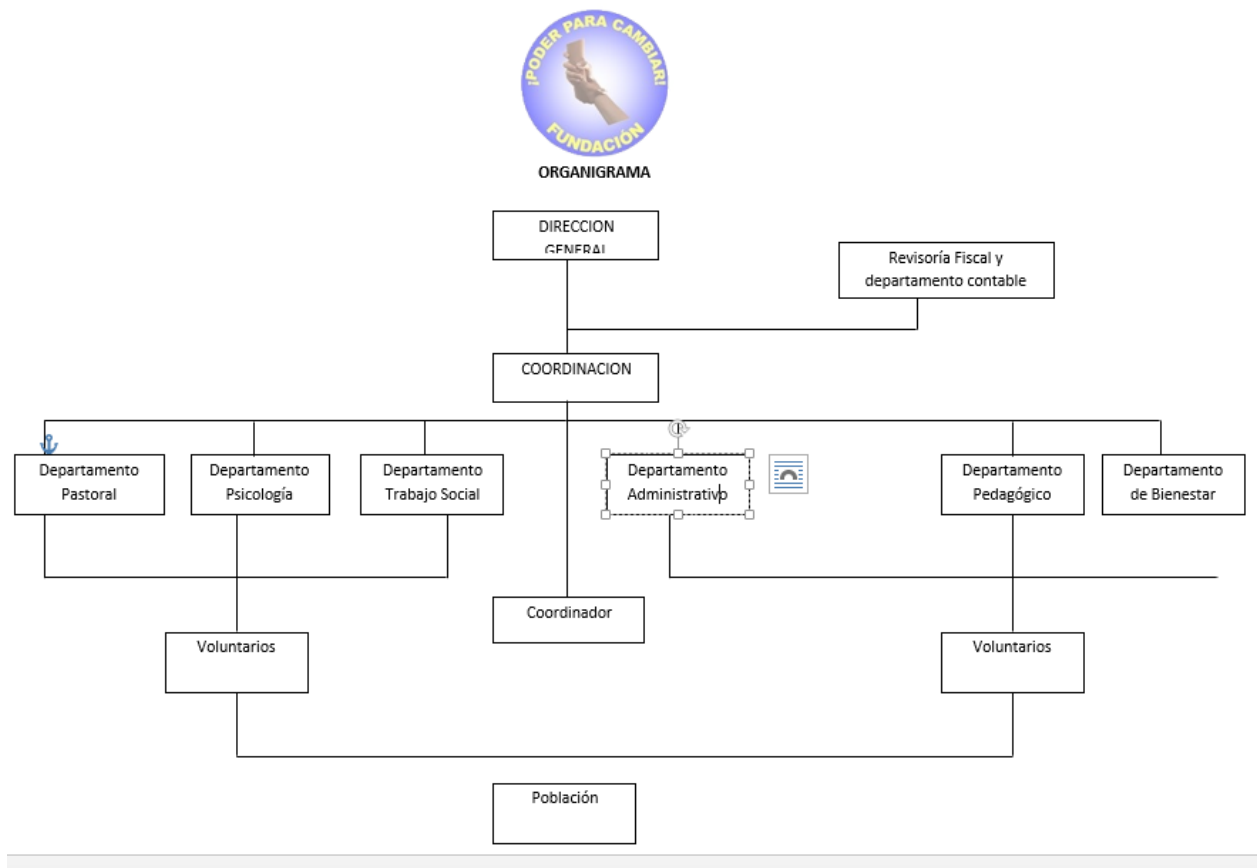 ¡PODER PARA CAMBIAR!
FUNDACIÓN
ORGANIGRAMA
DIRECCION
GENERAL
Revisoría Fiscal y
departamento contable
COORDINACION
Departamento
Pastoral
Departamento
Psicología
Departamento
Trabajo Social
Departamento
Administrativo
Departamento
Pedagógico
Departamento
de Bienestar
Coordinador
Voluntarios
Voluntarios
Población